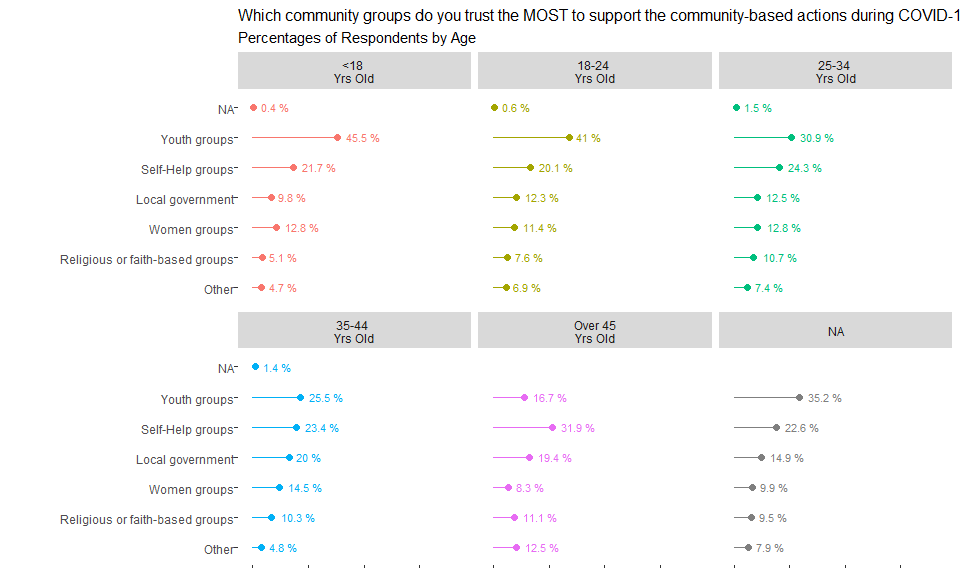 Which community groups do you trust the MOST to support the community-based actions during COVID-1
Percentages of Respondents by Age
<18
Yrs Old
18-24
Yrs Old
25-34
Yrs Old
NA
0.4 %
0.6 %
1.5 %
Youth groups
45.5 %
41 %
30.9 %
Self-Help groups
21.7 %
20.1 %
24.3 %
Local government
9.8 %
12.3 %
12.5 %
Women groups
12.8 %
11.4 %
12.8 %
Religious or faith-based groups
5.1 %
7.6 %
10.7 %
Other
4.7 %
6.9 %
7.4 %
35-44
Yrs Old
Over 45
Yrs Old
NA
NA
1.4 %
Youth groups
25.5 %
16.7 %
35.2 %
Self-Help groups
23.4 %
31.9 %
22.6 %
Local government
20 %
19.4 %
14.9 %
Women groups
14.5 %
8.3 %
9.9 %
Religious or faith-based groups
10.3 %
11.1 %
9.5 %
Other
4.8 %
12.5 %
7.9 %